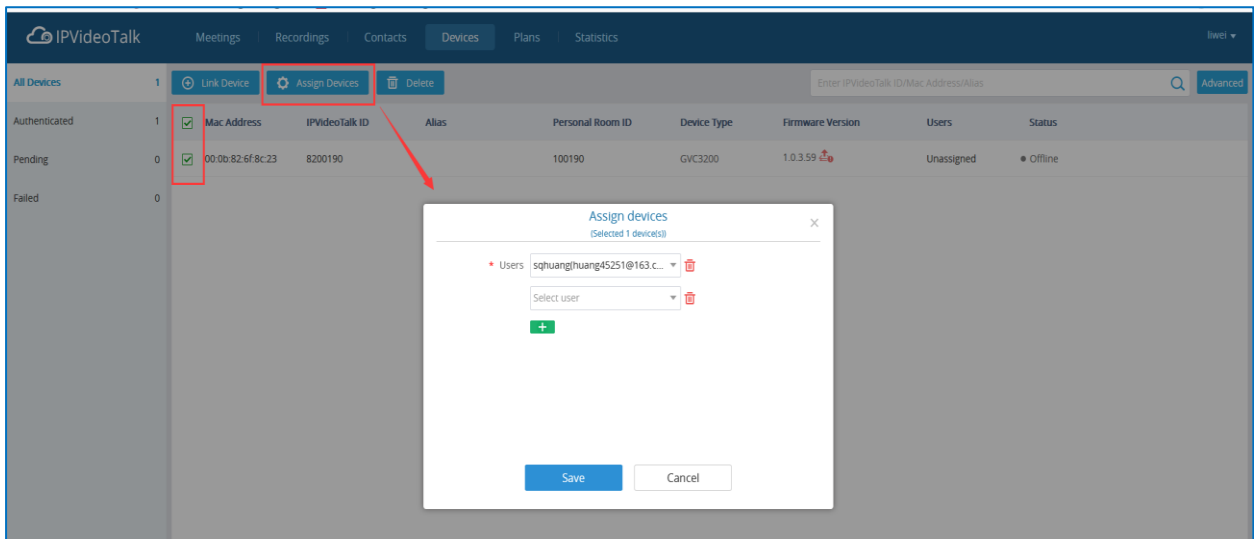 IPVideoTalk Meetings Recordings Contacts Devices Plans Statistics liwei
All Devices 1 Link Device Assign Devices Delete Enter IPVideoTalk ID/Mac Address/Alias Advanced
Authenticated 1 Mac Address IPVideoTalk ID Alias Personal Room ID Device Type Firmware Version Users Status
Pending 0 00:0b:82:6f:8c:23 8200190 100190 GVC3200 1.0.3.59 Unassigned Offline
Failed 0
Assign devices
(Selected 1 device(s))
* Users sqhuang(huang45251@163.c...
Select user
+
Save Cancel